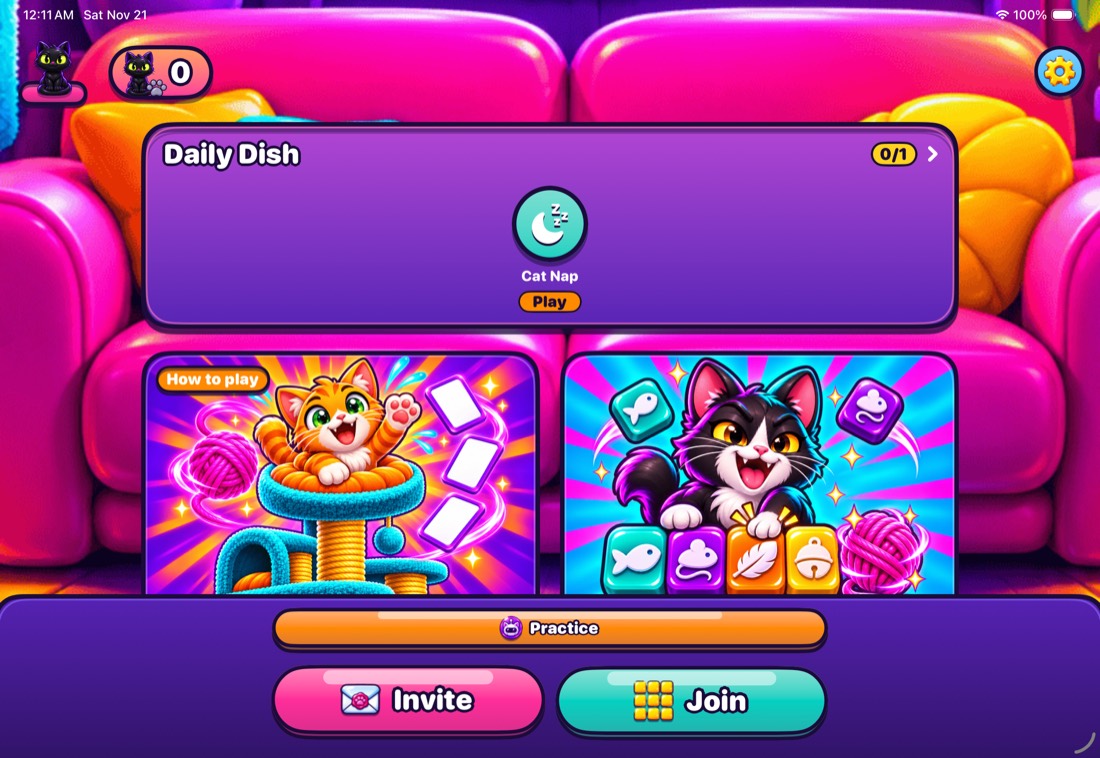 12:11 AM Sat Nov 21
100%
0
Daily Dish
0/1
Cat Nap
Play
How to play
Practice
Invite
Join